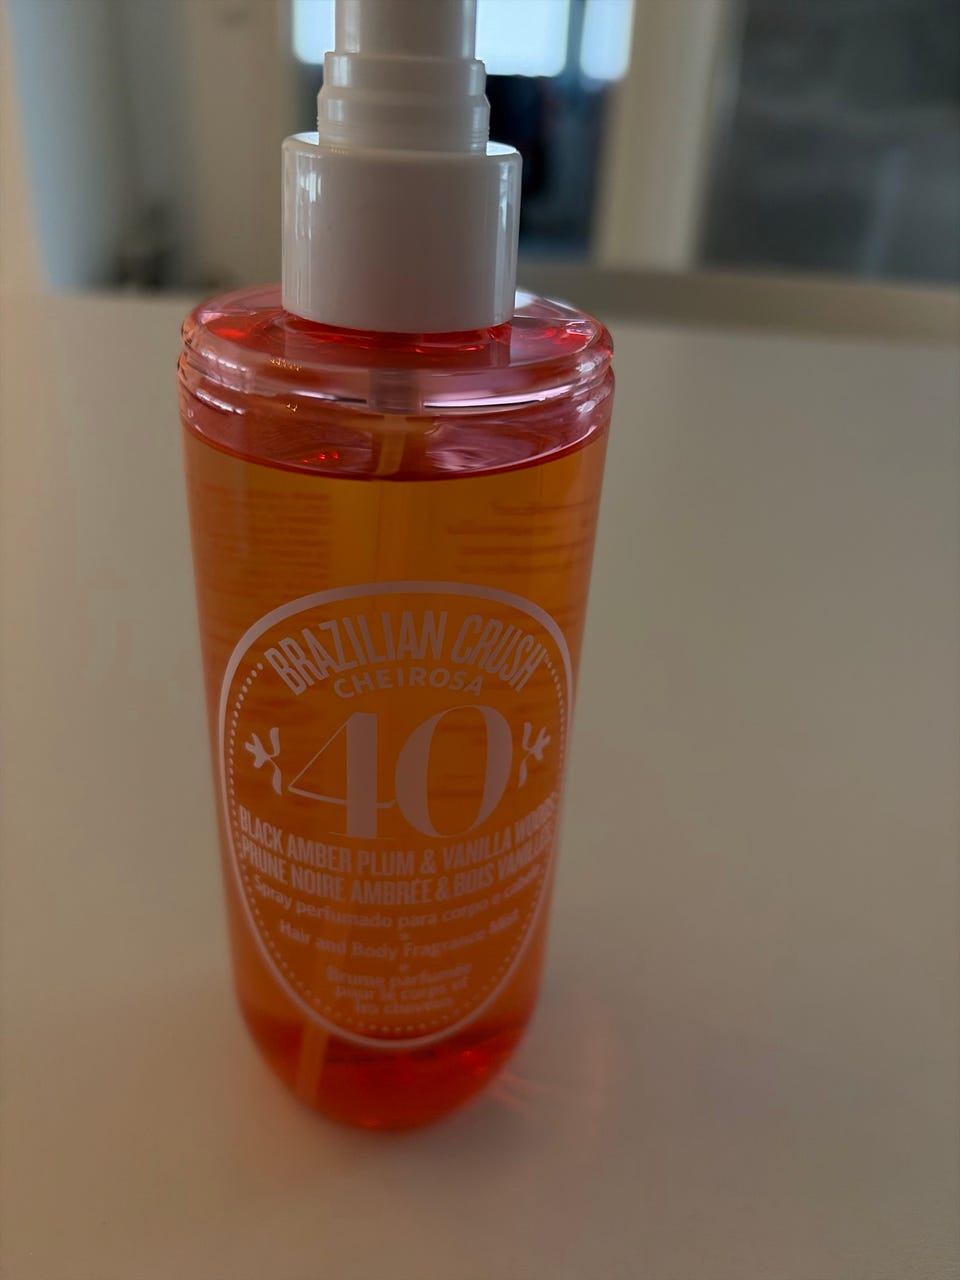 BRAZILIAN CRUSH™
CHEIROSA
40
BLACK AMBER PLUM & VANILLA WOODS
PRUNE NOIRE AMBRÉE & BOIS VANILLÉS
Spray perfumado para corpo e cabelo
Hair and Body Fragrance Mist
Brume parfumée
pour le corps et
les cheveux